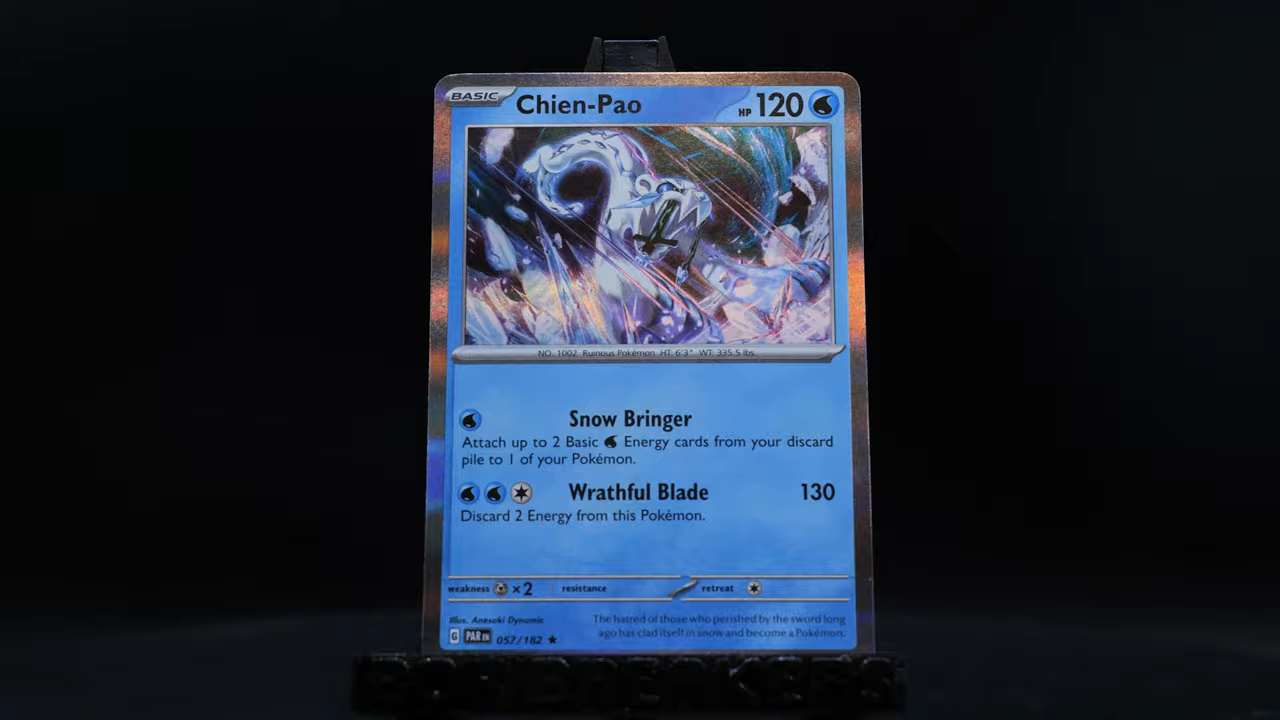 BASIC Chien-Pao HP 120
NO. 1002 Ruinous Pokémon HT: 6'3" WT: 335.5 lbs.
Snow Bringer
Attach up to 2 Basic Energy cards from your discard
pile to 1 of your Pokémon.
Wrathful Blade 130
Discard 2 Energy from this Pokémon.
weakness ×2 resistance retreat
Illus. Anesaki Dynamic
The hatred of those who perished by the sword long
ago has clad itself in snow and become a Pokémon.
G PAR EN 057/182